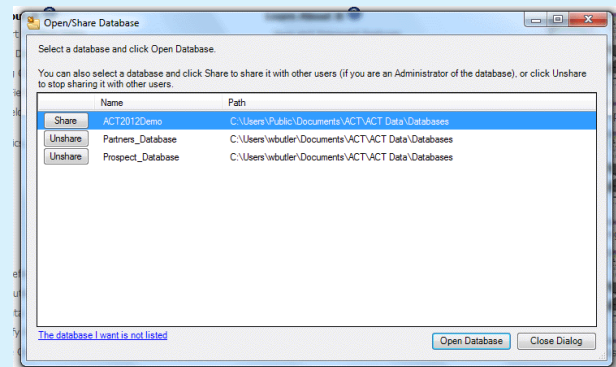 Open/Share Database
Select a database and click Open Database.
You can also select a database and click Share to share it with other users (if you are an Administrator of the database), or click Unshare
to stop sharing it with other users.
Name Path
Share ACT2012Demo C:\Users\Public\Documents\ACT\ACT Data\Databases
Unshare Partners_Database C:\Users\wbutler\Documents\ACT\ACT Data\Databases
Unshare Prospect_Database C:\Users\wbutler\Documents\ACT\ACT Data\Databases
The database I want is not listed
Open Database Close Dialog